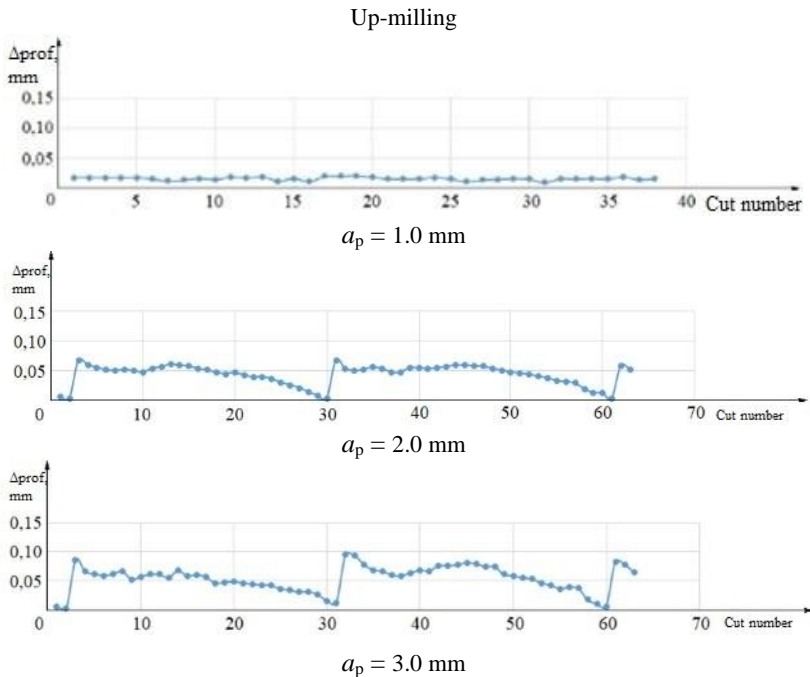 Up-milling
Δprof,
mm
0,15
0,10
0,05
0 5 10 15 20 25 30 35 40 Cut number
aₚ = 1.0 mm
Δprof,
mm
0,15
0,10
0,05
0 10 20 30 40 50 60 70 Cut number
aₚ = 2.0 mm
Δprof,
mm
0,15
0,10
0,05
0 10 20 30 40 50 60 70 Cut number
aₚ = 3.0 mm